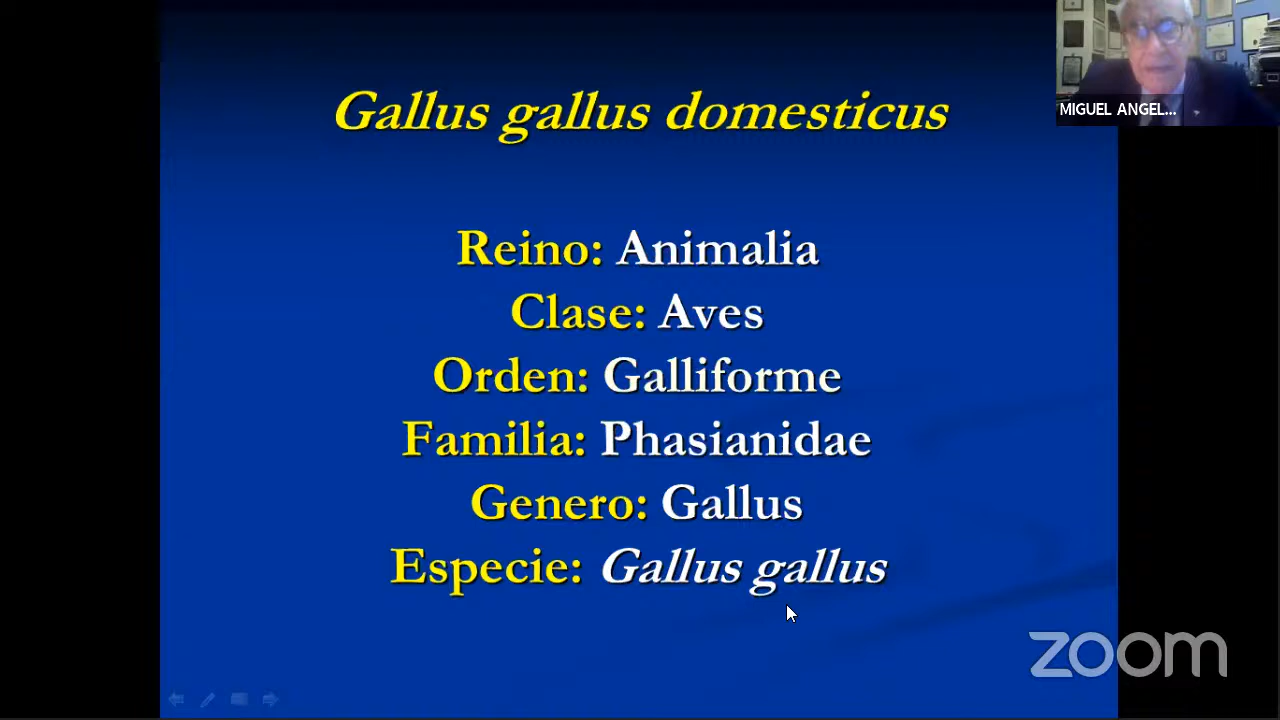 Gallus gallus domesticus
MIGUEL ANGEL...
Reino: Animalia
Clase: Aves
Orden: Galliforme
Familia: Phasianidae
Genero: Gallus
Especie: Gallus gallus
zoom